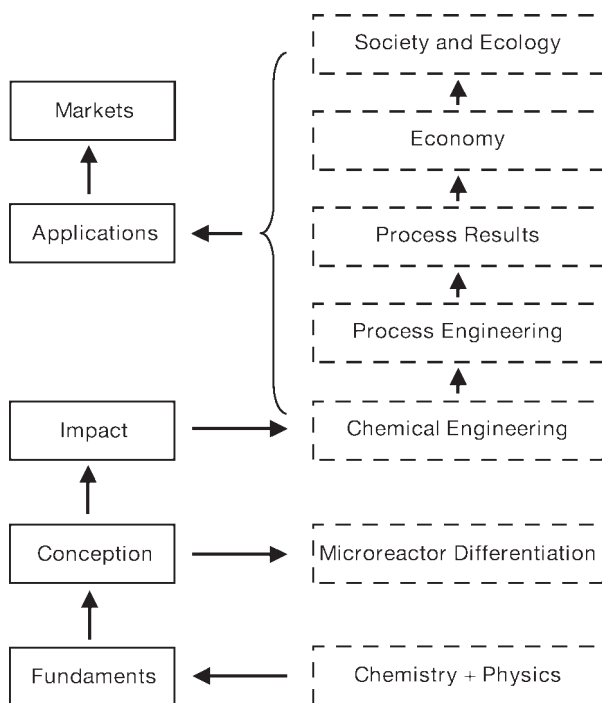 Society and Ecology
Markets
Economy
Applications
Process Results
Process Engineering
Impact
Chemical Engineering
Conception
Microreactor Differentiation
Fundaments
Chemistry + Physics